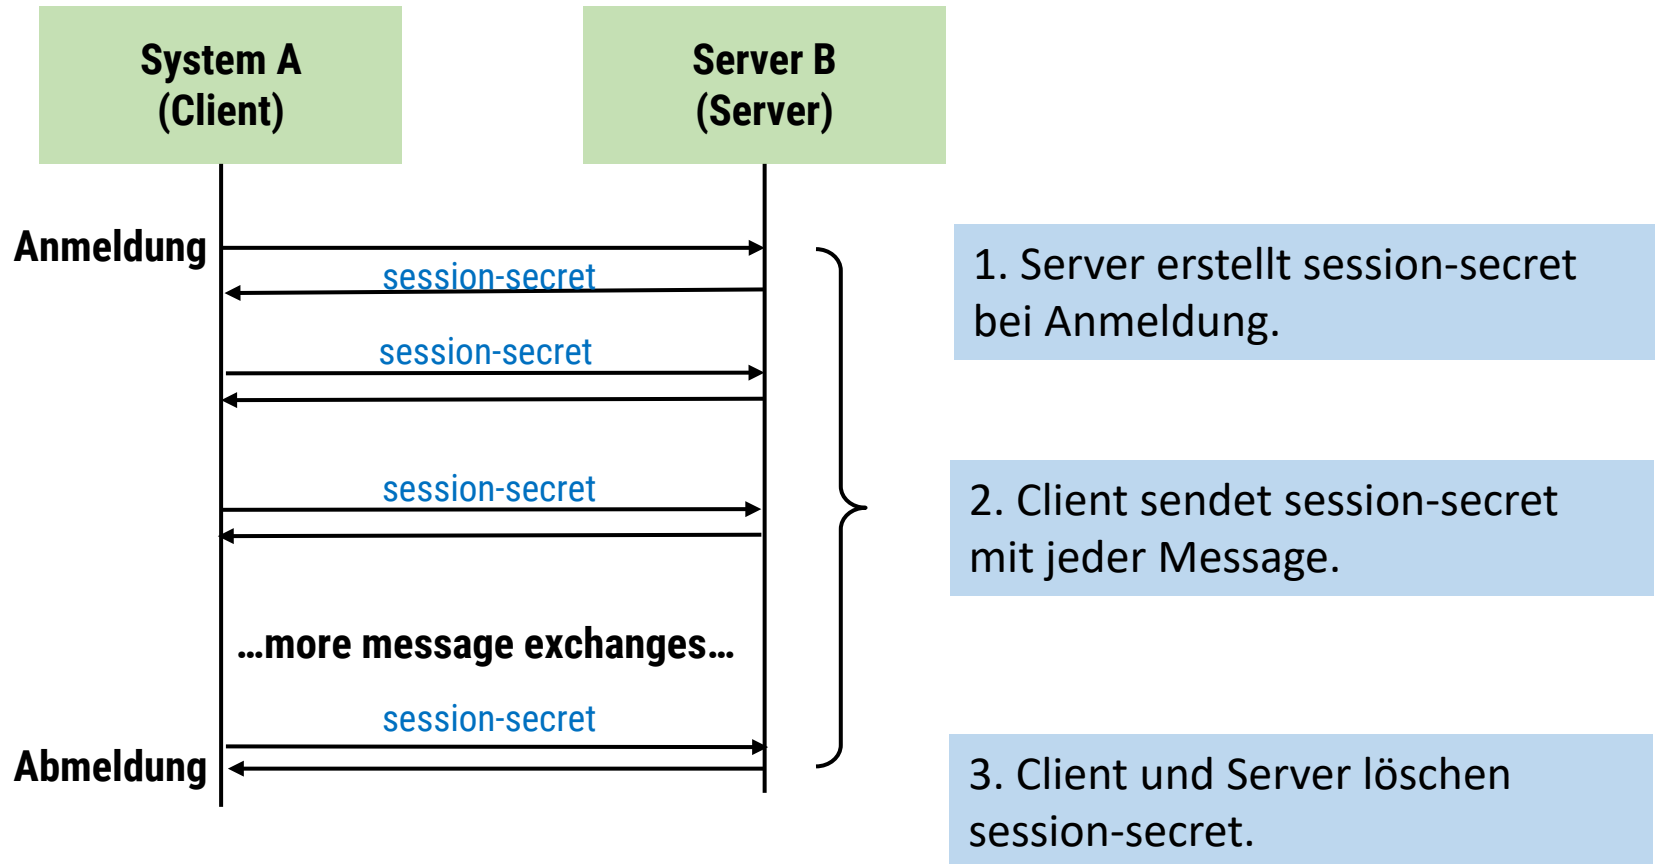 System A
(Client)
Server B
(Server)
Anmeldung
session-secret
session-secret
session-secret
…more message exchanges…
session-secret
Abmeldung
1. Server erstellt session-secret
bei Anmeldung.
2. Client sendet session-secret
mit jeder Message.
3. Client und Server löschen
session-secret.